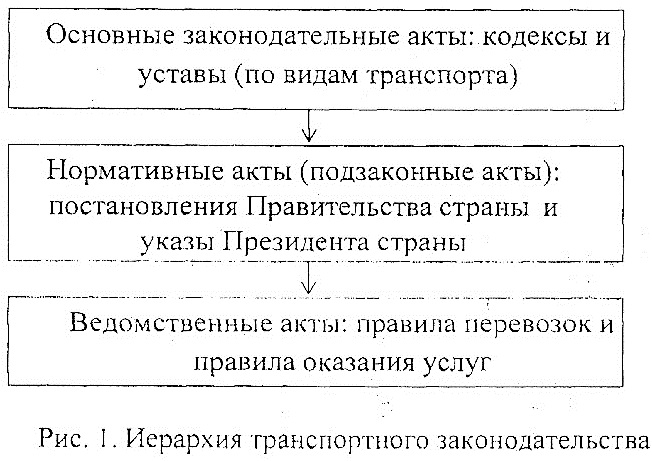 Основные законодательные акты: кодексы и
уставы (по видам транспорта)
Нормативные акты (подзаконные акты):
постановления Правительства страны и
указы Президента страны
Ведомственные акты: правила перевозок и
правила оказания услуг
Рис. 1. Иерархия транспортного законодательства